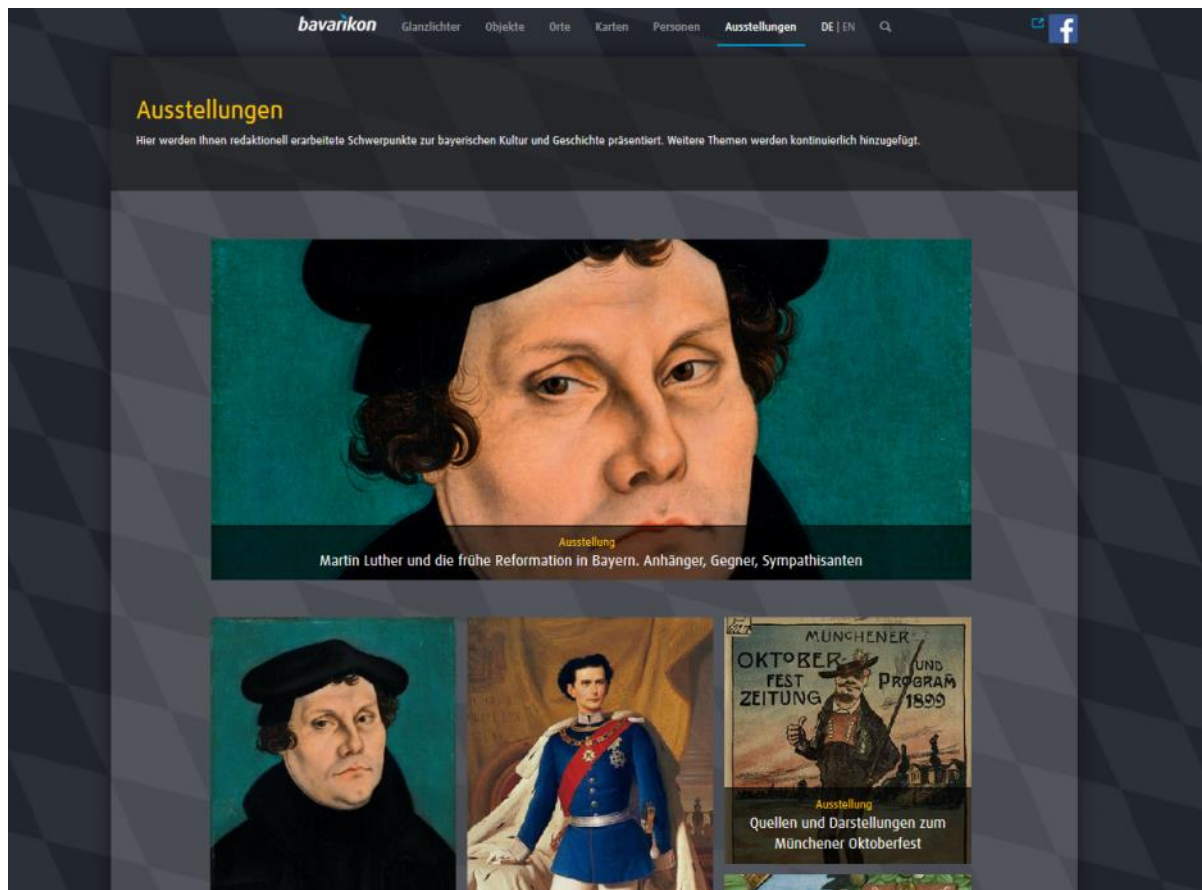 bavarikon Glanzlichter Objekte Orte Karten Personen Ausstellungen DE | EN
Ausstellungen
Hier werden Ihnen redaktionell erarbeitete Schwerpunkte zur bayerischen Kultur und Geschichte präsentiert. Weitere Themen werden kontinuierlich hinzugefügt.
Ausstellung
Martin Luther und die frühe Reformation in Bayern. Anhänger, Gegner, Sympathisanten
MÜNCHENER
OKTOBER
FEST
ZEITUNG
UND
PROGRAM
1899
Ausstellung
Quellen und Darstellungen zum
Münchener Oktoberfest